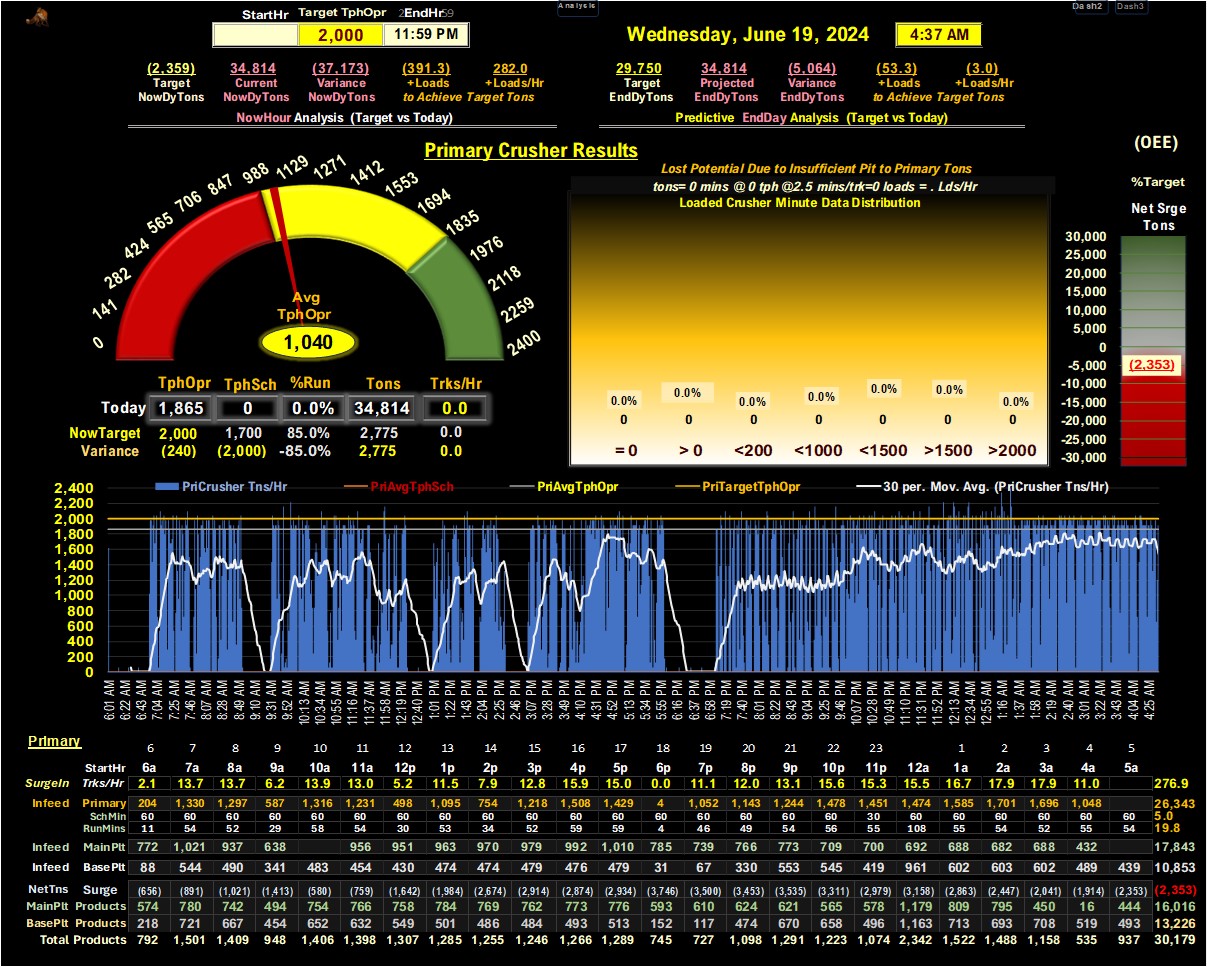 StartHr Target TphOpr EndHr
2,000 11:59 PM
Analysis
Dash2 Dash3
Wednesday, June 19, 2024 4:37 AM
(2,359) 34,814 (37,173) (391.3) 282.0
Target Current Variance +Loads +Loads/Hr
NowDyTons NowDyTons NowDyTons to Achieve Target Tons
NowHour Analysis (Target vs Today)
29,750 34,814 (5,064) (53.3) (3.0)
Target Projected Variance +Loads +Loads/Hr
EndDyTons EndDyTons EndDyTons to Achieve Target Tons
Predictive EndDay Analysis (Target vs Today)
Primary Crusher Results
0 141 282 424 565 706 847 988 1129 1271 1412 1553 1694 1835 1976 2118 2259 2400
Avg
TphOpr
1,040
TphOpr TphSch %Run Tons Trks/Hr
Today 1,865 0 0.0% 34,814 0.0
NowTarget 2,000 1,700 85.0% 2,775 0.0
Variance (240) (2,000) -85.0% 2,775 0.0
Lost Potential Due to Insufficient Pit to Primary Tons
tons= 0 mins @ 0 tph @2.5 mins/trk=0 loads = . Lds/Hr
Loaded Crusher Minute Data Distribution
0.0% 0.0% 0.0% 0.0% 0.0% 0.0% 0.0%
0 0 0 0 0 0 0
= 0 > 0 <200 <1000 <1500 >1500 >2000
(OEE)
%Target
Net Srge
Tons
30,000
25,000
20,000
15,000
10,000
5,000
0
-5,000
(2,353)
-10,000
-15,000
-20,000
-25,000
-30,000
PriCrusher Tns/Hr PriAvgTphSch PriAvgTphOpr PriTargetTphOpr 30 per. Mov. Avg. (PriCrusher Tns/Hr)
2,400
2,200
2,000
1,800
1,600
1,400
1,200
1,000
800
600
400
200
0
6:01 AM 6:22 AM 6:43 AM 7:04 AM 7:25 AM 7:46 AM 8:07 AM 8:28 AM 8:49 AM 9:10 AM 9:31 AM 9:52 AM 10:13 AM 10:34 AM 10:55 AM 11:16 AM 11:37 AM 11:58 AM 12:19 PM 12:40 PM 1:01 PM 1:22 PM 1:43 PM 2:04 PM 2:25 PM 2:46 PM 3:07 PM 3:28 PM 3:49 PM 4:10 PM 4:31 PM 4:52 PM 5:13 PM 5:34 PM 5:55 PM 6:16 PM 6:37 PM 6:58 PM 7:19 PM 7:40 PM 8:01 PM 8:22 PM 8:43 PM 9:04 PM 9:25 PM 9:46 PM 10:07 PM 10:28 PM 10:49 PM 11:10 PM 11:31 PM 11:52 PM 12:13 AM 12:34 AM 12:55 AM 1:16 AM 1:37 AM 1:58 AM 2:19 AM 2:40 AM 3:01 AM 3:22 AM 3:43 AM 4:04 AM 4:25 AM
Primary
6 7 8 9 10 11 12 13 14 15 16 17 18 19 20 21 22 23 1 2 3 4 5
StartHr 6a 7a 8a 9a 10a 11a 12p 1p 2p 3p 4p 5p 6p 7p 8p 9p 10p 11p 12a 1a 2a 3a 4a 5a
SurgeIn Trks/Hr 2.1 13.7 13.7 6.2 13.9 13.0 5.2 11.5 7.9 12.8 15.9 15.0 0.0 11.1 12.0 13.1 15.6 15.3 15.5 16.7 17.9 17.9 11.0 276.9
Infeed Primary 204 1,330 1,297 587 1,316 1,231 498 1,095 754 1,218 1,508 1,429 4 1,052 1,143 1,244 1,478 1,451 1,474 1,585 1,701 1,696 1,048 26,343
SchMin 60 60 60 60 60 60 60 60 60 60 60 60 60 60 60 60 60 30 60 60 60 60 60 60 5.0
RunMins 11 54 52 29 58 54 30 53 34 52 59 59 4 46 49 54 56 55 108 55 54 52 55 54 19.8
Infeed MainPlt 772 1,021 937 638 956 951 963 970 979 992 1,010 785 739 766 773 709 700 692 688 682 688 432 17,843
Infeed BasePlt 88 544 490 341 483 454 430 474 474 479 476 479 31 67 330 553 545 419 961 602 603 602 489 439 10,853
NetTns Surge (656) (891) (1,021) (1,413) (580) (759) (1,642) (1,984) (2,674) (2,914) (2,874) (2,934) (3,746) (3,500) (3,453) (3,535) (3,311) (2,979) (3,158) (2,863) (2,447) (2,041) (1,914) (2,353) (2,353)
MainPlt Products 574 780 742 494 754 766 758 784 769 762 773 776 593 610 624 621 565 578 1,179 809 795 450 16 444 16,016
BasePlt Products 218 721 667 454 652 632 549 501 486 484 493 513 152 117 474 670 658 496 1,163 713 693 708 519 493 13,226
Total Products 792 1,501 1,409 948 1,406 1,398 1,307 1,285 1,255 1,246 1,266 1,289 745 727 1,098 1,291 1,223 1,074 2,342 1,522 1,488 1,158 535 937 30,179